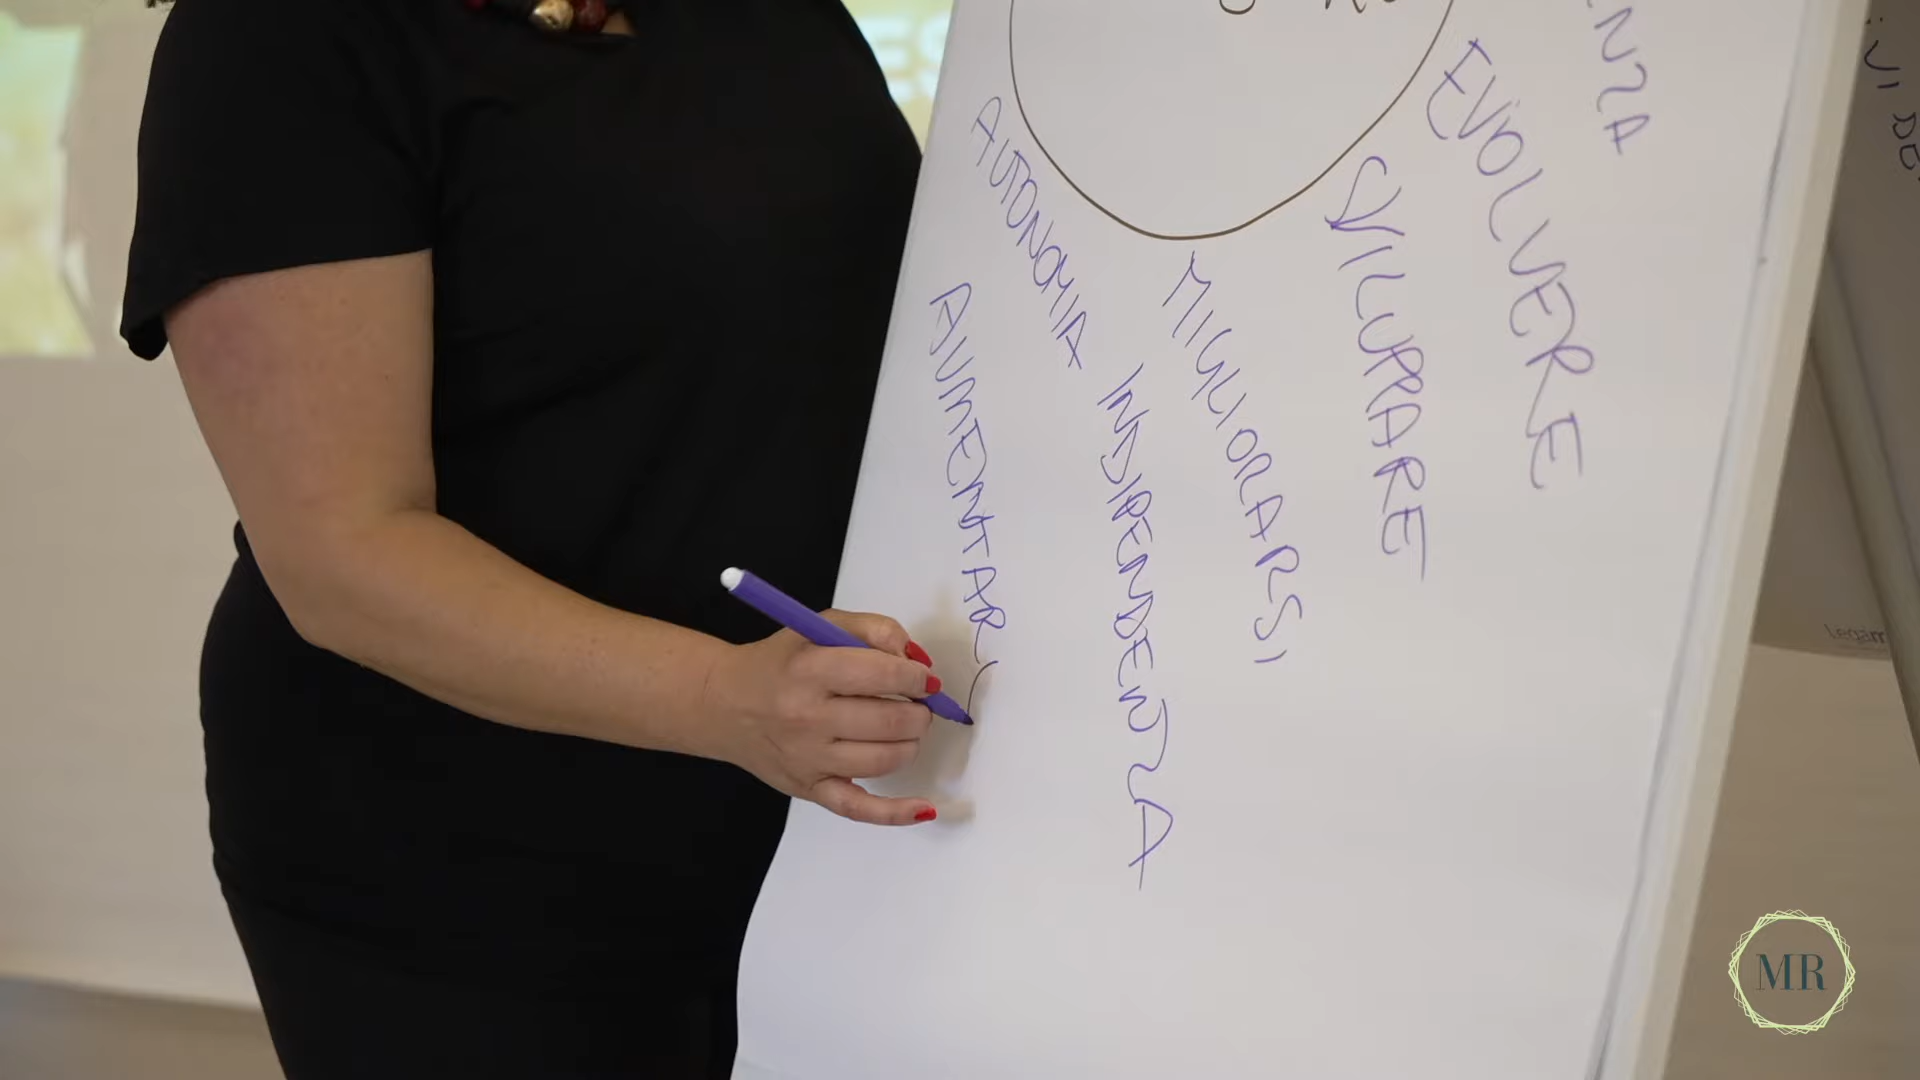 AUTONOMIA
AUMENTAR
INDIPENDENZA
MIGLIORARSI
SVILUPPARE
EVOLVERE
MR